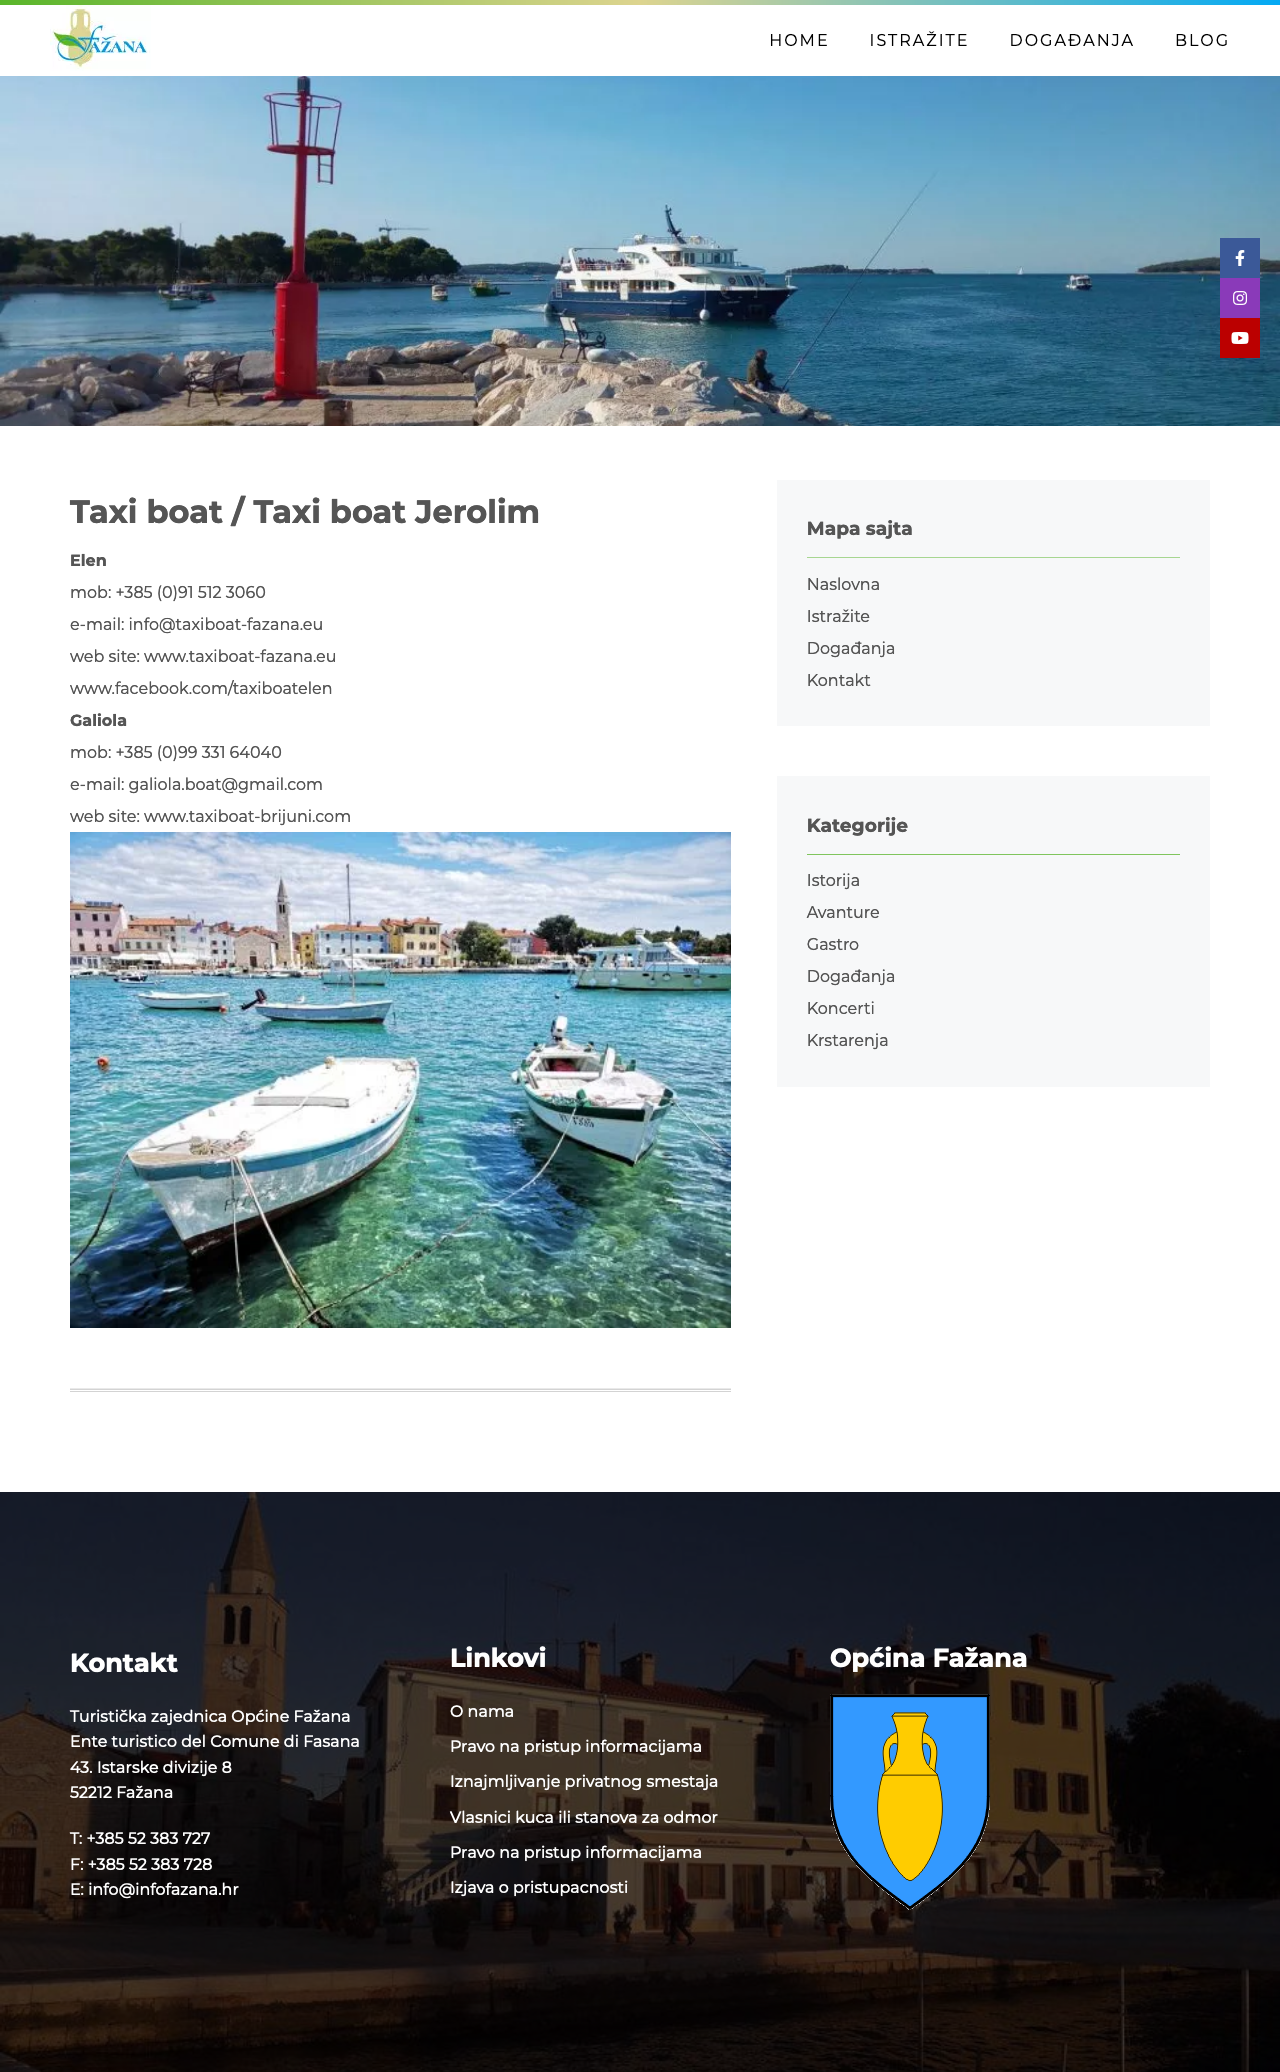 FAŽANA
HOME
ISTRAŽITE
DOGAĐANJA
BLOG
Taxi boat / Taxi boat Jerolim
Elen
mob: +385 (0)91 512 3060
e-mail: info@taxiboat-fazana.eu
web site: www.taxiboat-fazana.eu
www.facebook.com/taxiboatelen
Galiola
mob: +385 (0)99 331 64040
e-mail: galiola.boat@gmail.com
web site: www.taxiboat-brijuni.com
Mapa sajta
Naslovna
Istražite
Događanja
Kontakt
Kategorije
Istorija
Avanture
Gastro
Događanja
Koncerti
Krstarenja
Kontakt
Turistička zajednica Općine Fažana
Ente turistico del Comune di Fasana
43. Istarske divizije 8
52212 Fažana
T: +385 52 383 727
F: +385 52 383 728
E: info@infofazana.hr
Linkovi
O nama
Pravo na pristup informacijama
Iznajmljivanje privatnog smestaja
Vlasnici kuca ili stanova za odmor
Pravo na pristup informacijama
Izjava o pristupacnosti
Općina Fažana